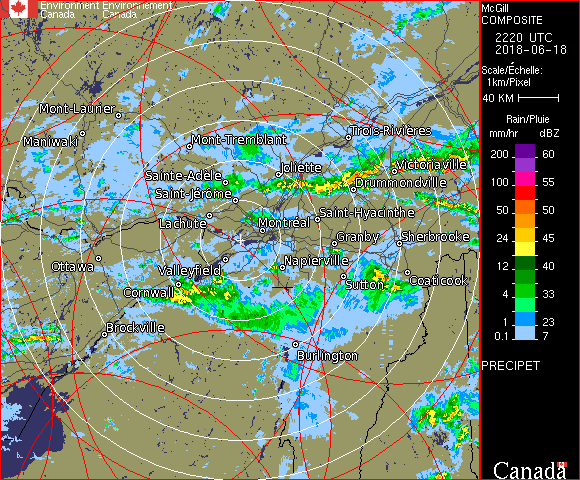 Environment Environnement
Canada Canada
McGill
COMPOSITE
2220 UTC
2018-06-18
Scale/Échelle:
1km/Pixel
40 KM
Rain/Pluie
mm/hr dBZ
200 60
100 55
50 50
24 45
12 40
4 33
1 23
0.1 7
PRECIPET
Canada
Mont-Laurier
Maniwaki
Mont-Tremblant
Trois-Rivières
Joliette
Victoriaville
Sainte-Adèle
Drummondville
Saint-Jérôme
Lachute
Saint-Hyacinthe
Montréal
Granby
Sherbrooke
Ottawa
Valleyfield
Napierville
Sutton
Coaticook
Cornwall
Brockville
Burlington